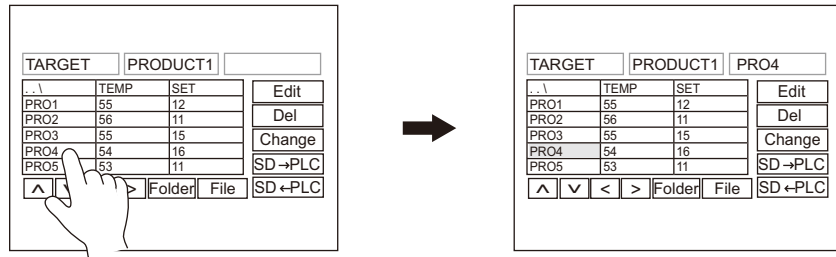 TARGET PRODUCT1
. . \ TEMP SET
PRO1 55 12
PRO2 56 11
PRO3 55 15
PRO4 54 16
PRO5 53 11
Edit
Del
Change
SD→PLC
SD←PLC
∧ ∨ > Folder File
TARGET PRODUCT1 PRO4
. . \ TEMP SET
PRO1 55 12
PRO2 56 11
PRO3 55 15
PRO4 54 16
PRO5 53 11
Edit
Del
Change
SD→PLC
SD←PLC
∧ ∨ < > Folder File